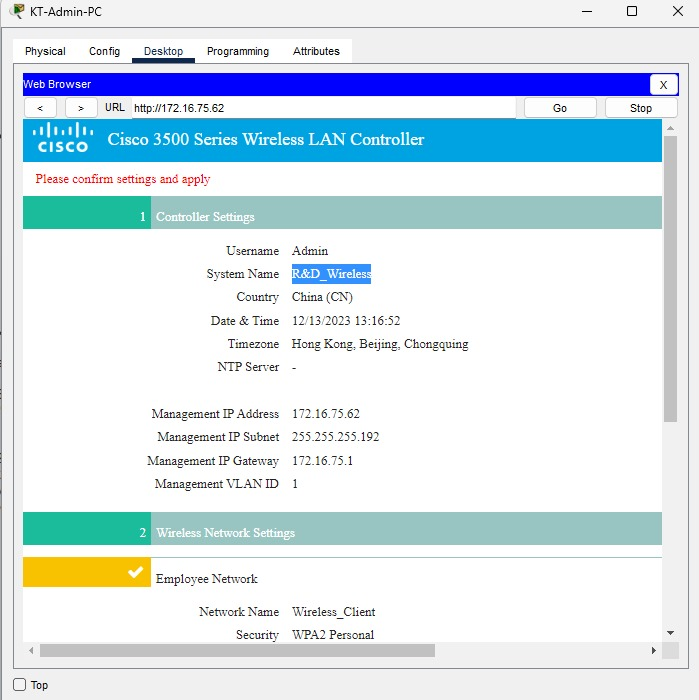 KT-Admin-PC
Physical Config Desktop Programming Attributes
Web Browser X
< > URL http://172.16.75.62 Go Stop
CISCO Cisco 3500 Series Wireless LAN Controller
Please confirm settings and apply
1 Controller Settings
Username Admin
System Name R&D_Wireless
Country China (CN)
Date & Time 12/13/2023 13:16:52
Timezone Hong Kong, Beijing, Chongquing
NTP Server -
Management IP Address 172.16.75.62
Management IP Subnet 255.255.255.192
Management IP Gateway 172.16.75.1
Management VLAN ID 1
2 Wireless Network Settings
Employee Network
Network Name Wireless_Client
Security WPA2 Personal
Top